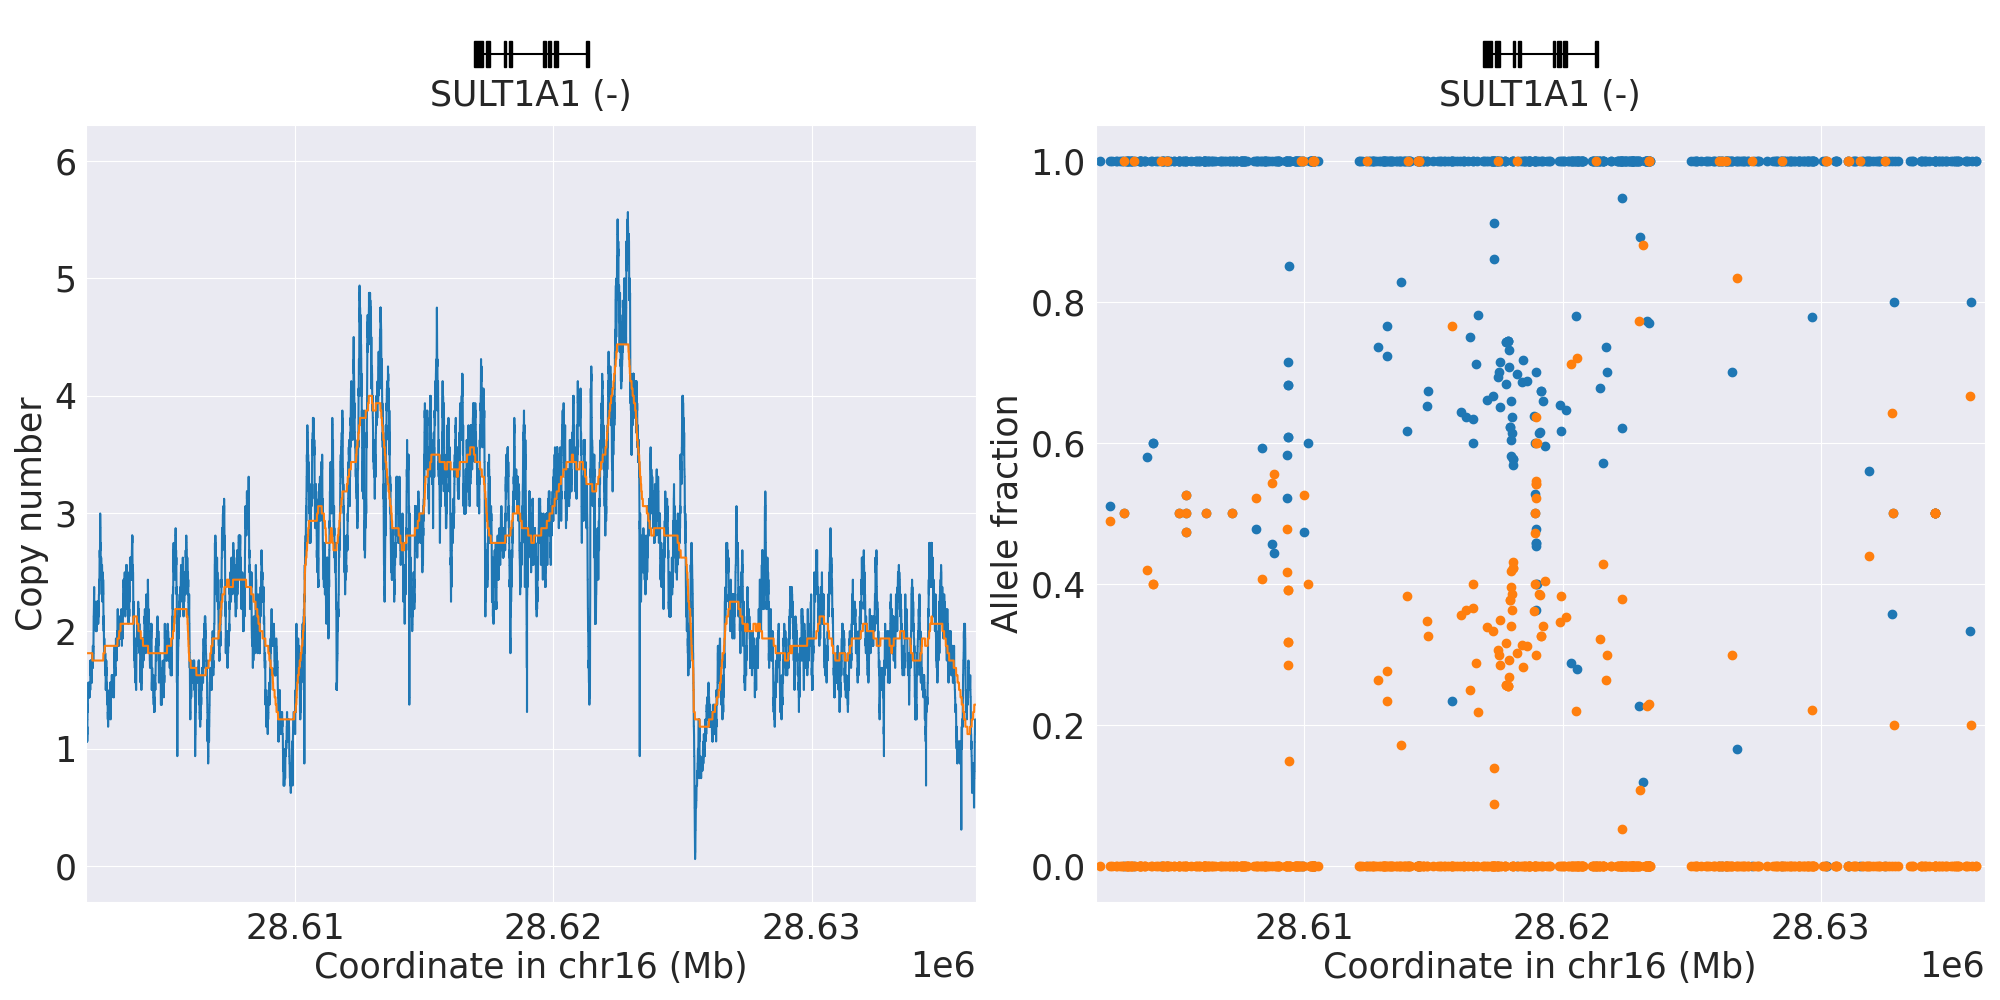 SULT1A1 (-)
6
5
4
3
2
1
0
Copy number
28.61
28.62
28.63
Coordinate in chr16 (Mb)
1e6
SULT1A1 (-)
1.0
0.8
0.6
0.4
0.2
0.0
Allele fraction
28.61
28.62
28.63
Coordinate in chr16 (Mb)
1e6